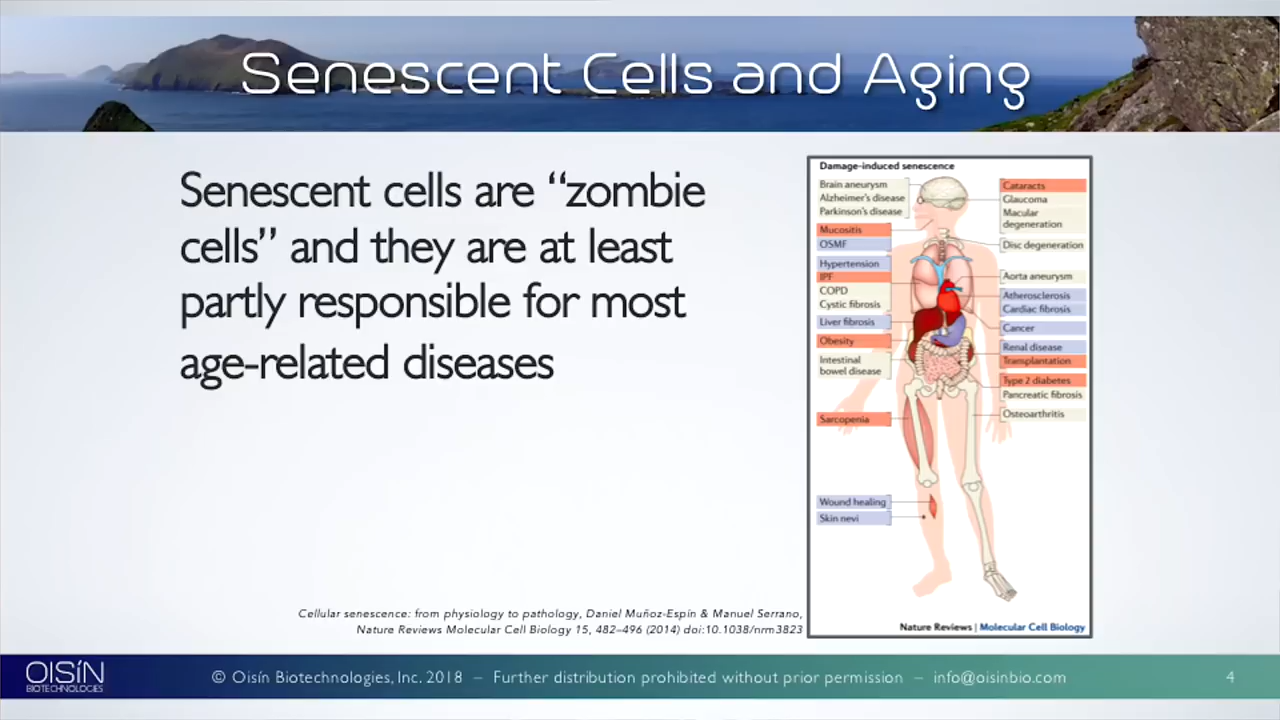 Senescent Cells and Aging
Senescent cells are “zombie
cells” and they are at least
partly responsible for most
age-related diseases
Damage-induced senescence
Brain aneurysm
Alzheimer's disease
Parkinson's disease
Mucositis
OSMF
Hypertension
IPF
COPD
Cystic fibrosis
Liver fibrosis
Obesity
Intestinal
bowel disease
Sarcopenia
Wound healing
Skin nevi
Cataracts
Glaucoma
Macular
degeneration
Disc degeneration
Aorta aneurysm
Atherosclerosis
Cardiac fibrosis
Cancer
Renal disease
Transplantation
Type 2 diabetes
Pancreatic fibrosis
Osteoarthritis
Nature Reviews | Molecular Cell Biology
Cellular senescence: from physiology to pathology, Daniel Muñoz-Espín & Manuel Serrano,
Nature Reviews Molecular Cell Biology 15, 482–496 (2014) doi:10.1038/nrm3823
OISÍN
BIOTECHNOLOGIES
© Oisín Biotechnologies, Inc. 2018 – Further distribution prohibited without prior permission – info@oisinbio.com
4